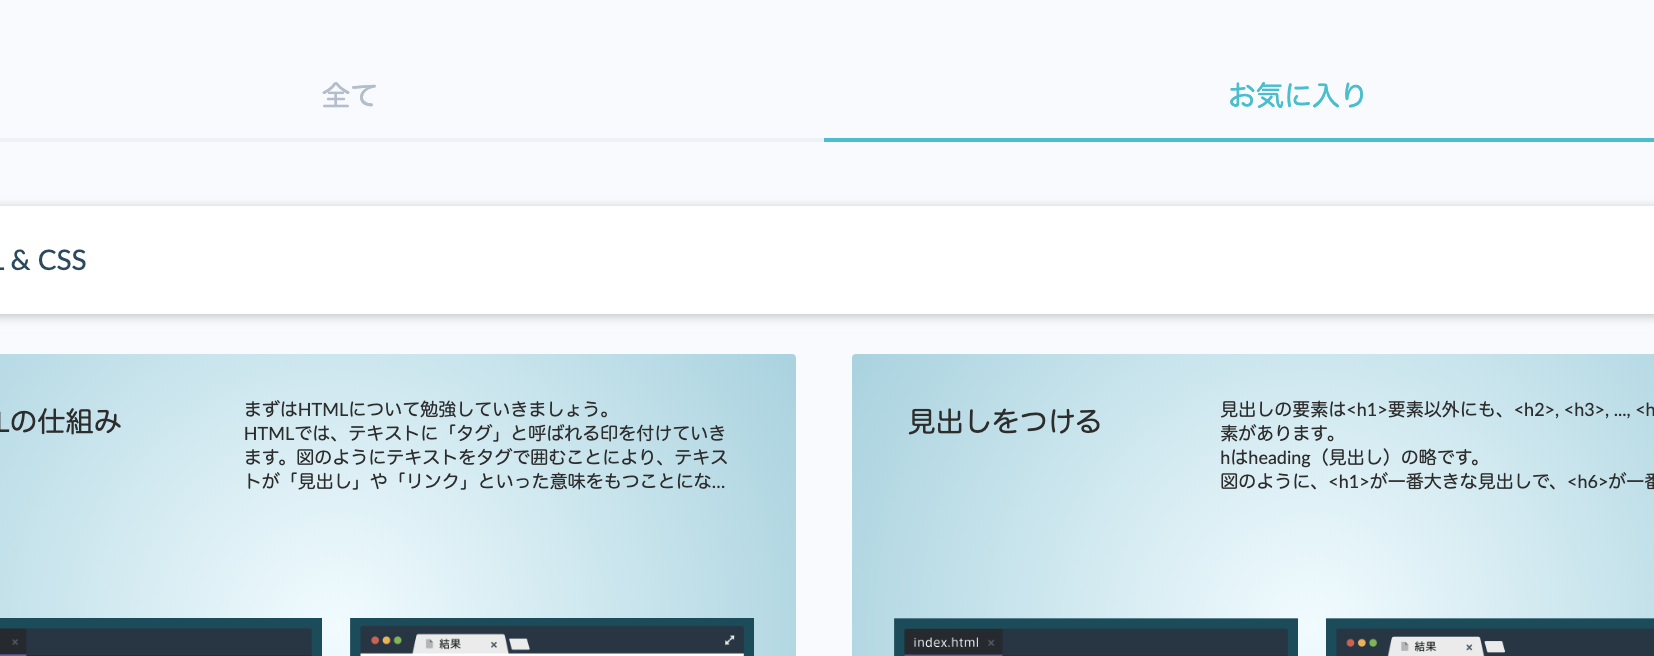 全て
お気に入り
& CSS
Lの仕組み
まずはHTMLについて勉強していきましょう。
HTMLでは、テキストに「タグ」と呼ばれる印を付けていき
ます。図のようにテキストをタグで囲むことにより、テキス
トが「見出し」や「リンク」といった意味をもつことにな...
見出しをつける
見出しの要素は<h1>要素以外にも、<h2>, <h3>, ..., <h
素があります。
hはheading（見出し）の略です。
図のように、<h1>が一番大きな見出しで、<h6>が一番
結果
index.html
結果